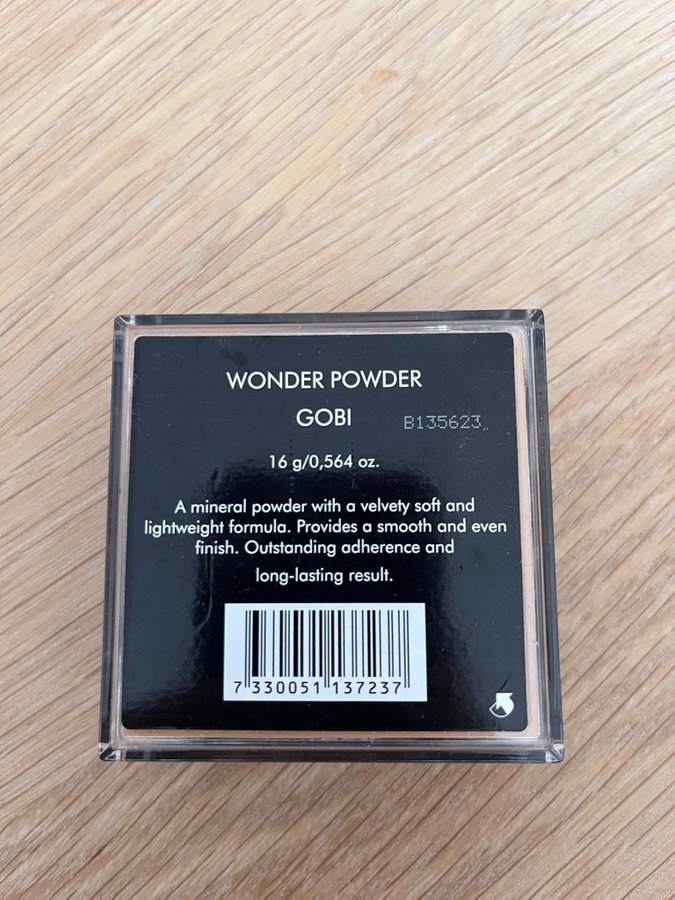 WONDER POWDER
GOBI
B135623
16 g/0,564 oz.
A mineral powder with a velvety soft and
lightweight formula. Provides a smooth and even
finish. Outstanding adherence and
long-lasting result.
7 330051 137237